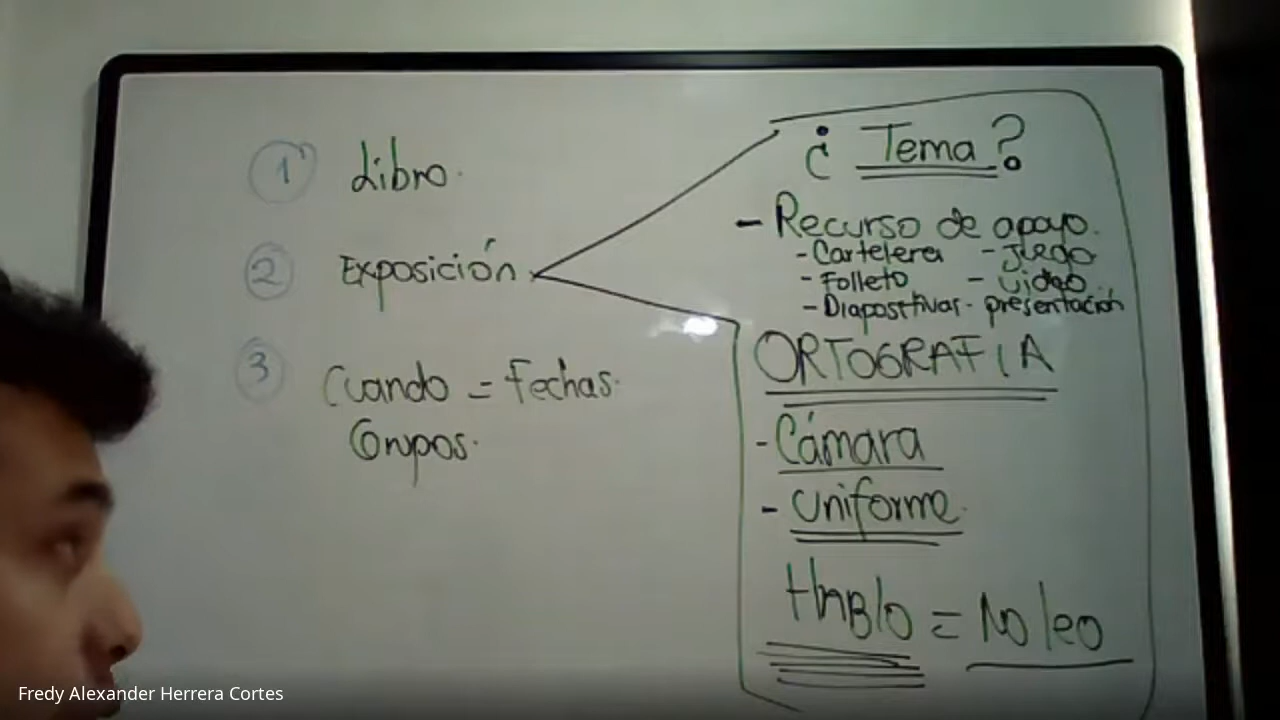 1 Libro.
2 Exposición
3 Cuando = Fechas.
Grupos.
¿Tema?
- Recurso de apoyo.
- Cartelera - Juego
- Folleto - Video.
- Diapositivas - presentación
ORTOGRAFIA
- Cámara
- Uniforme.
HABlo = No leo
Fredy Alexander Herrera Cortes